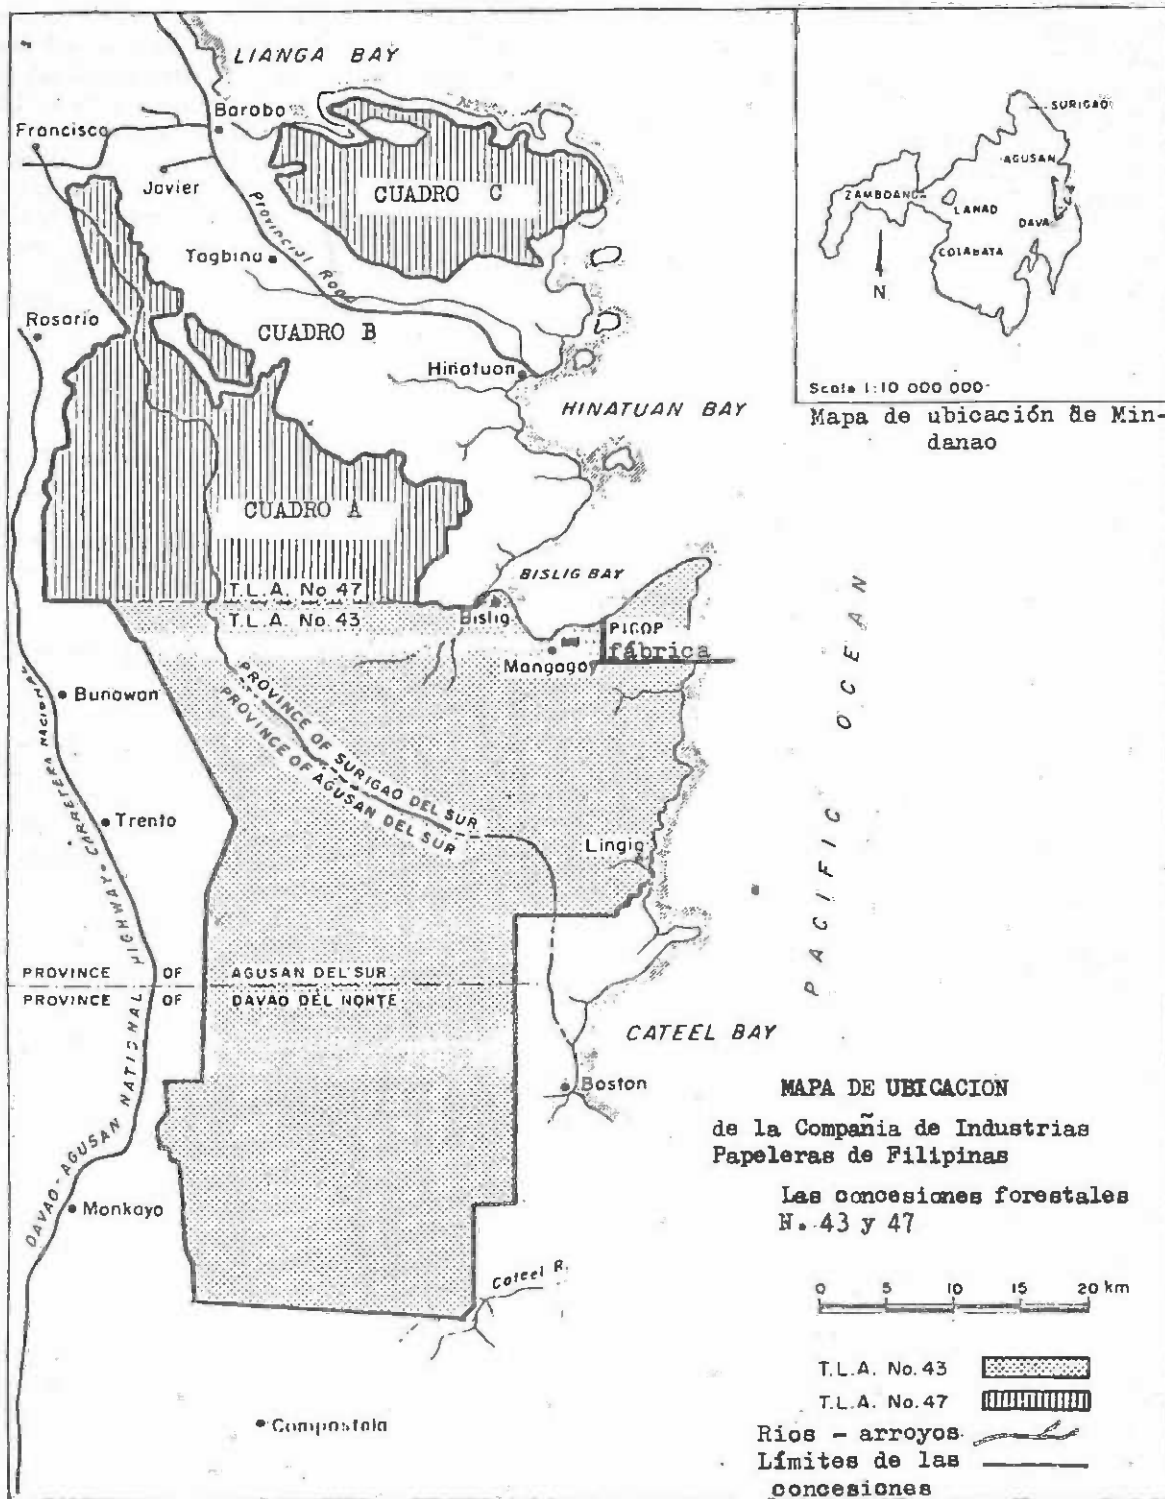 LIANGA BAY
Barobo
Francisco
Javier
CUADRO C
Provincial Road
Tagbina
Rosario
CUADRO B
Hinatuan
HINATUAN BAY
CUADRO A
BISLIG BAY
T.L.A. No 47
T.L.A. No. 43
Bislig
PICOP
fábrica
Mangagoy
Bunawan
PROVINCE OF SURIGAO DEL SUR
PROVINCE OF AGUSAN DEL SUR
DAVAO-AGUSAN NATIONAL HIGHWAY-CARRETERA NACIONAL
Trento
Lingig
PACIFIC OCEAN
PROVINCE OF AGUSAN DEL SUR
PROVINCE OF DAVAO DEL NORTE
CATEEL BAY
Boston
Monkayo
Cateel R.
Compostala
SURIGAO
AGUSAN
ZAMBOANGA
LANAO
DAVA
COTABATA
N
Scale 1:10 000 000
Mapa de ubicación de Min-
danao
MAPA DE UBICACION
de la Compañia de Industrias
Papeleras de Filipinas
Las concesiones forestales
N. 43 y 47
0 5 10 15 20 km
T.L.A. No. 43
T.L.A. No. 47
Rios - arroyos
Límites de las
concesiones